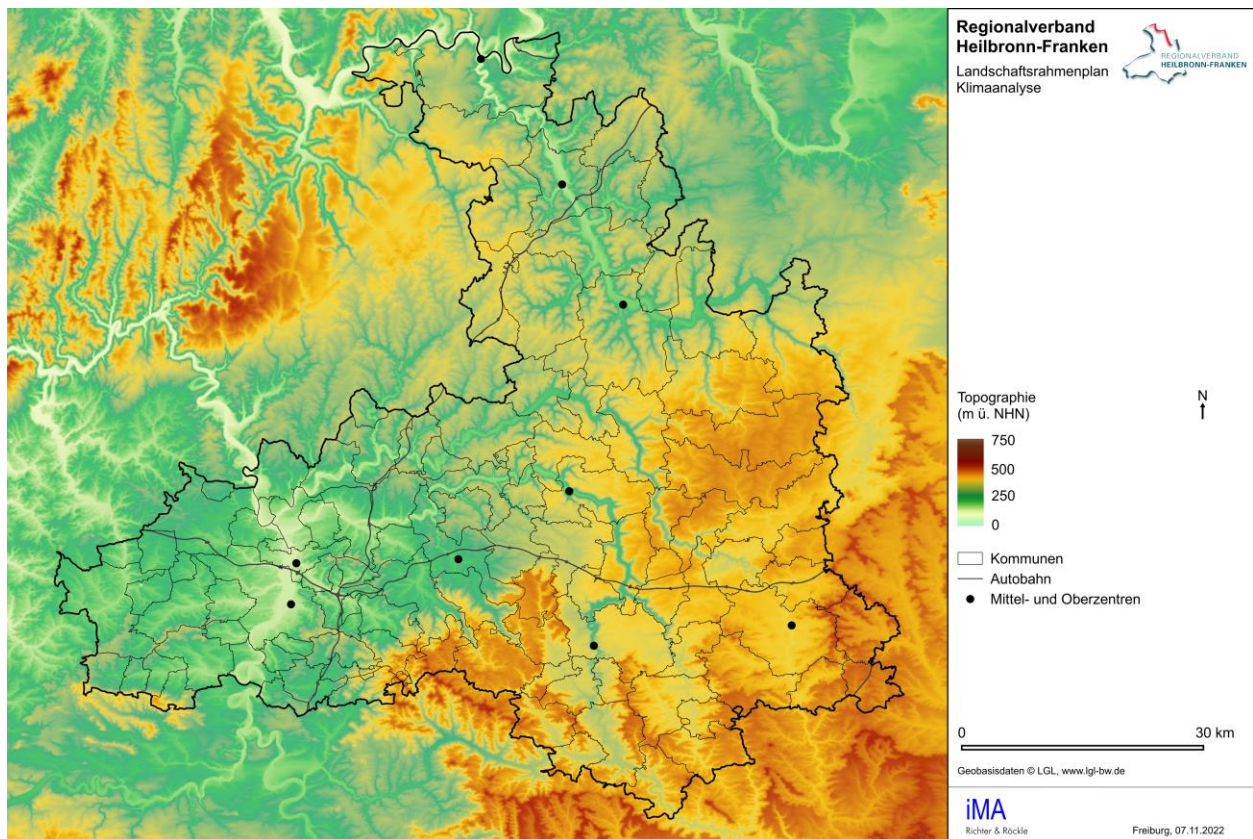 Regionalverband
Heilbronn-Franken
Landschaftsrahmenplan
Klimaanalyse
REGIONALVERBAND
HEILBRONN-FRANKEN
Topographie
(m ü. NHN)
N
750
500
250
0
Kommunen
Autobahn
Mittel- und Oberzentren
0 30 km
Geobasisdaten © LGL, www.lgl-bw.de
iMA
Richter & Röckle
Freiburg, 07.11.2022